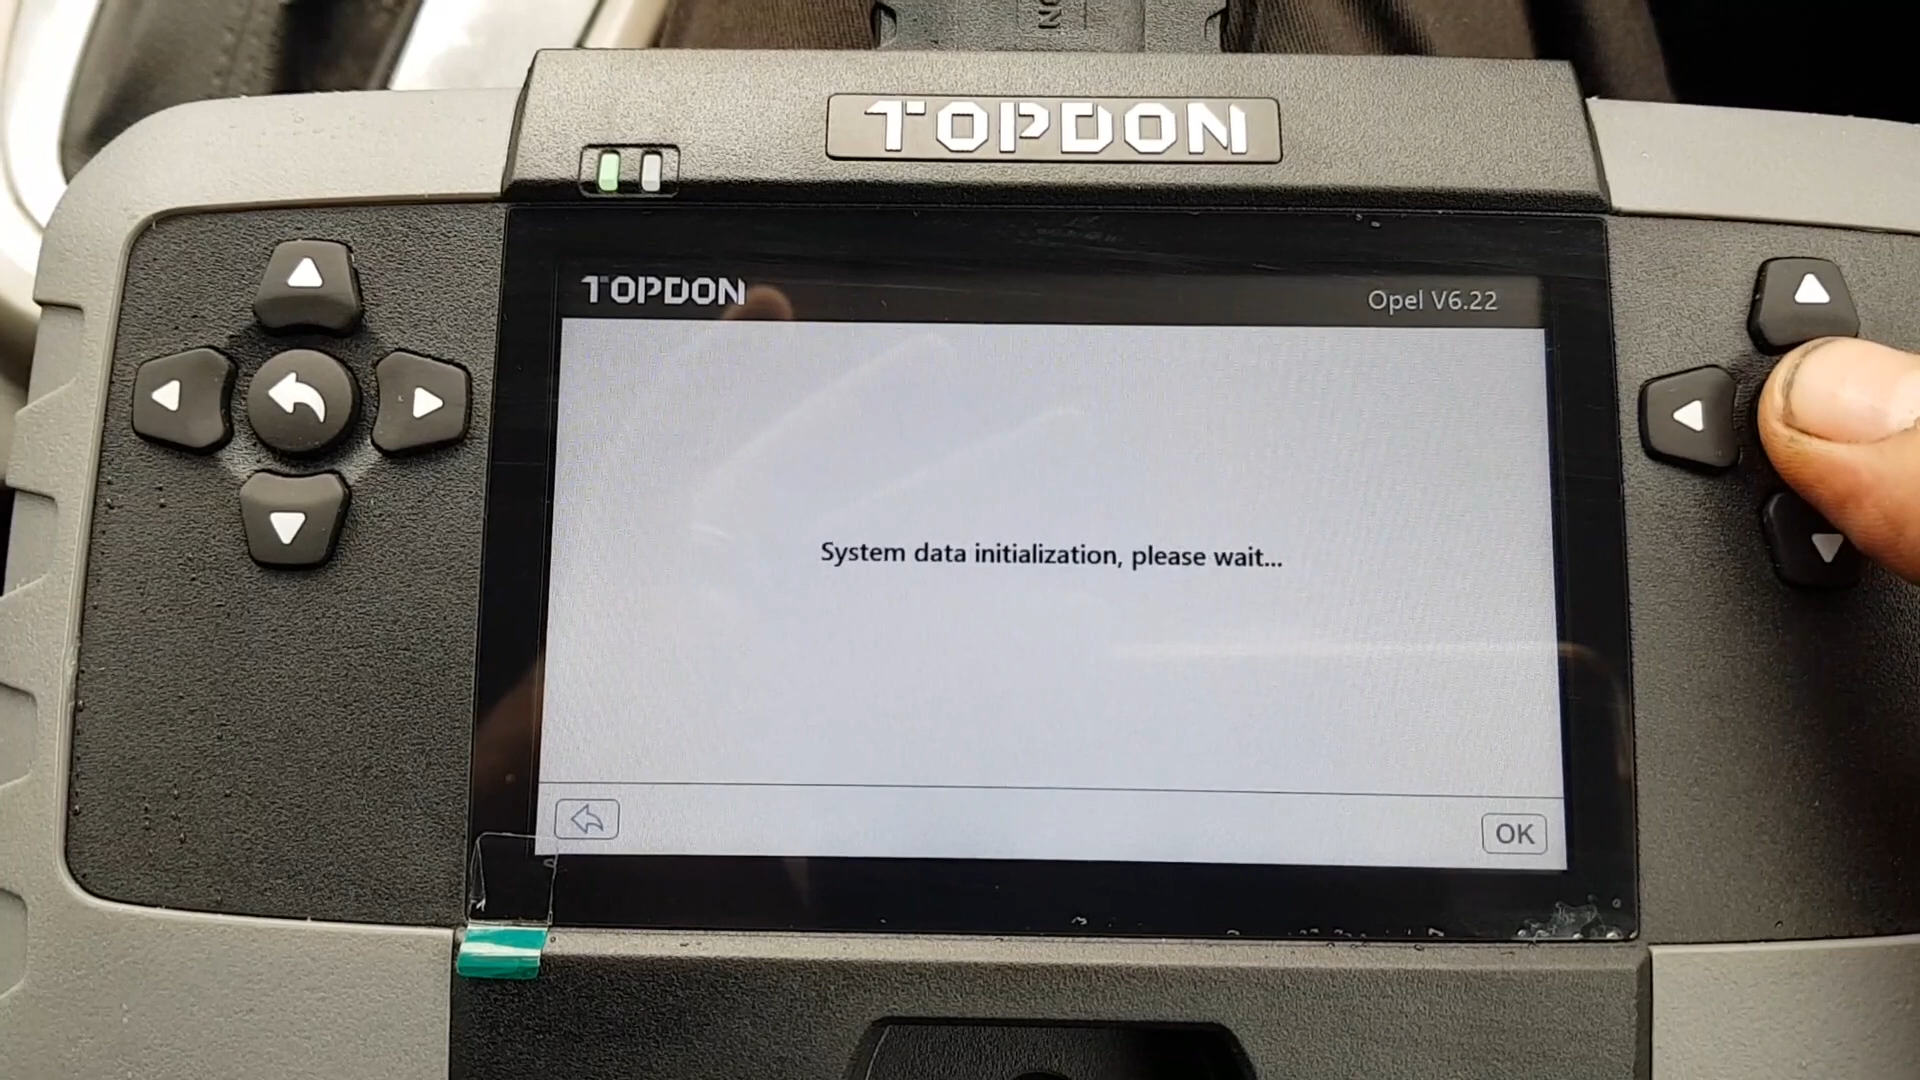 TOPDON
TOPDON
Opel V6.22
System data initialization, please wait...
OK